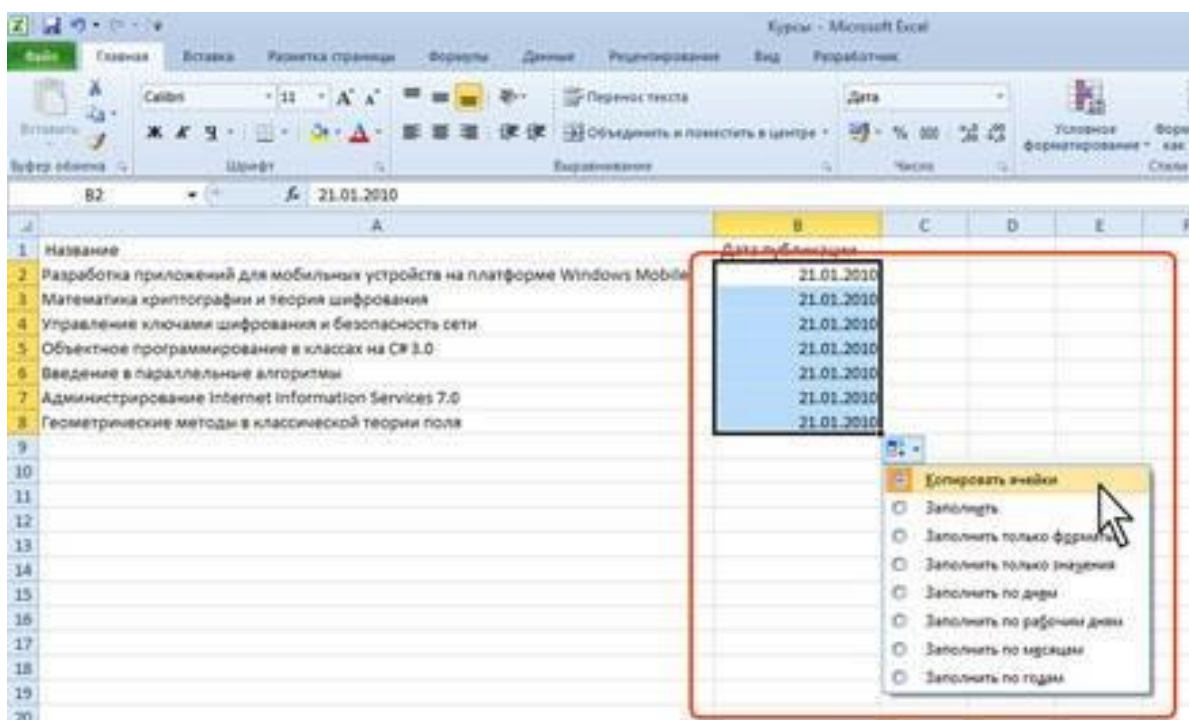 Курсы - Microsoft Excel
Файл Главная Вставка Разметка страницы Формулы Данные Рецензирование Вид Разработчик
Calibri 11 Перенос текста Дата
Вставить Ж К Ч Объединить и поместить в центре % 000 Условное форматирование
Буфер обмена Шрифт Выравнивание Число
B2 fx 21.01.2010
A B C D E
1 Название Дата публикации
2 Разработка приложений для мобильных устройств на платформе Windows Mobile 21.01.2010
3 Математика криптографии и теория шифрования 21.01.2010
4 Управление ключами шифрования и безопасность сети 21.01.2010
5 Объектное программирование в классах на C# 3.0 21.01.2010
6 Введение в параллельные алгоритмы 21.01.2010
7 Администрирование Internet Information Services 7.0 21.01.2010
8 Геометрические методы в классической теории поля 21.01.2010
9
10 Копировать ячейки
11 Заполнить
12
13 Заполнить только форматы
14 Заполнить только значения
15 Заполнить по дням
16 Заполнить по рабочим дням
17 Заполнить по месяцам
18
19 Заполнить по годам
20